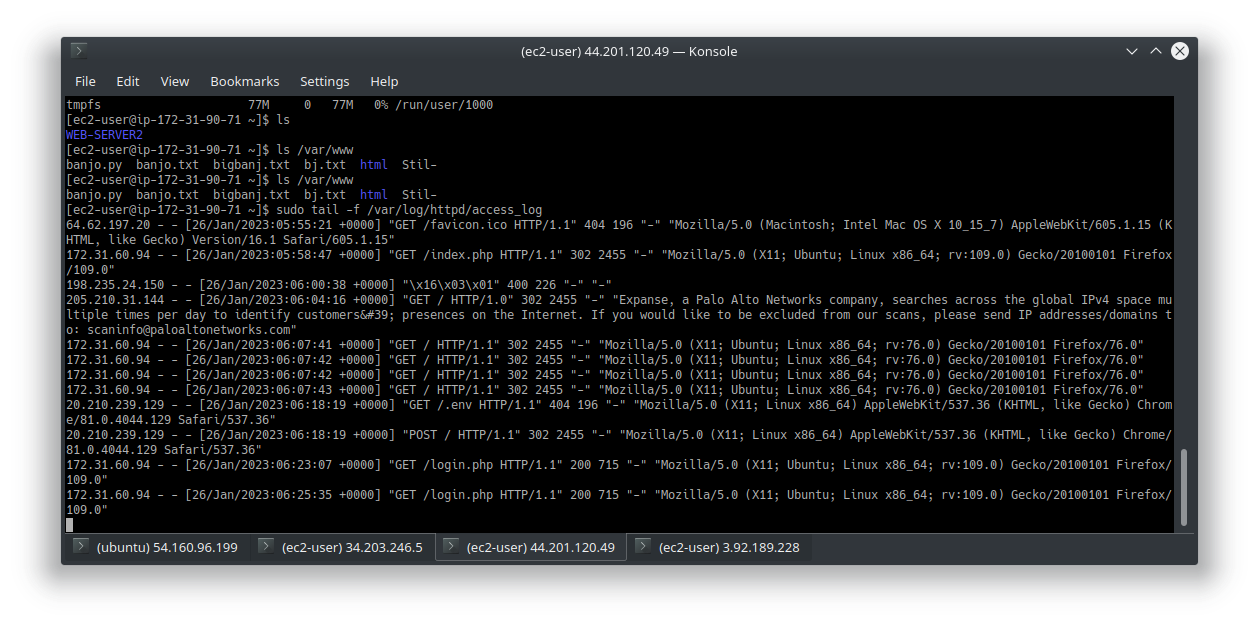 (ec2-user) 44.201.120.49 — Konsole
File Edit View Bookmarks Settings Help
tmpfs 77M 0 77M 0% /run/user/1000
[ec2-user@ip-172-31-90-71 ~]$ ls
WEB-SERVER2
[ec2-user@ip-172-31-90-71 ~]$ ls /var/www
banjo.py banjo.txt bigbanj.txt bj.txt html Stil-
[ec2-user@ip-172-31-90-71 ~]$ ls /var/www
banjo.py banjo.txt bigbanj.txt bj.txt html Stil-
[ec2-user@ip-172-31-90-71 ~]$ sudo tail -f /var/log/httpd/access_log
64.62.197.20 - - [26/Jan/2023:05:55:21 +0000] "GET /favicon.ico HTTP/1.1" 404 196 "-" "Mozilla/5.0 (Macintosh; Intel Mac OS X 10_15_7) AppleWebKit/605.1.15 (K
HTML, like Gecko) Version/16.1 Safari/605.1.15"
172.31.60.94 - - [26/Jan/2023:05:58:47 +0000] "GET /index.php HTTP/1.1" 302 2455 "-" "Mozilla/5.0 (X11; Ubuntu; Linux x86_64; rv:109.0) Gecko/20100101 Firefox
/109.0"
198.235.24.150 - - [26/Jan/2023:06:00:38 +0000] "\x16\x03\x01" 400 226 "-" "-"
205.210.31.144 - - [26/Jan/2023:06:04:16 +0000] "GET / HTTP/1.0" 302 2455 "-" "Expanse, a Palo Alto Networks company, searches across the global IPv4 space mu
ltiple times per day to identify customers&#39; presences on the Internet. If you would like to be excluded from our scans, please send IP addresses/domains t
o: scaninfo@paloaltonetworks.com"
172.31.60.94 - - [26/Jan/2023:06:07:41 +0000] "GET / HTTP/1.1" 302 2455 "-" "Mozilla/5.0 (X11; Ubuntu; Linux x86_64; rv:76.0) Gecko/20100101 Firefox/76.0"
172.31.60.94 - - [26/Jan/2023:06:07:42 +0000] "GET / HTTP/1.1" 302 2455 "-" "Mozilla/5.0 (X11; Ubuntu; Linux x86_64; rv:76.0) Gecko/20100101 Firefox/76.0"
172.31.60.94 - - [26/Jan/2023:06:07:42 +0000] "GET / HTTP/1.1" 302 2455 "-" "Mozilla/5.0 (X11; Ubuntu; Linux x86_64; rv:76.0) Gecko/20100101 Firefox/76.0"
172.31.60.94 - - [26/Jan/2023:06:07:43 +0000] "GET / HTTP/1.1" 302 2455 "-" "Mozilla/5.0 (X11; Ubuntu; Linux x86_64; rv:76.0) Gecko/20100101 Firefox/76.0"
20.210.239.129 - - [26/Jan/2023:06:18:19 +0000] "GET /.env HTTP/1.1" 404 196 "-" "Mozilla/5.0 (X11; Linux x86_64) AppleWebKit/537.36 (KHTML, like Gecko) Chrom
e/81.0.4044.129 Safari/537.36"
20.210.239.129 - - [26/Jan/2023:06:18:19 +0000] "POST / HTTP/1.1" 302 2455 "-" "Mozilla/5.0 (X11; Linux x86_64) AppleWebKit/537.36 (KHTML, like Gecko) Chrome/
81.0.4044.129 Safari/537.36"
172.31.60.94 - - [26/Jan/2023:06:23:07 +0000] "GET /login.php HTTP/1.1" 200 715 "-" "Mozilla/5.0 (X11; Ubuntu; Linux x86_64; rv:109.0) Gecko/20100101 Firefox/
109.0"
172.31.60.94 - - [26/Jan/2023:06:25:35 +0000] "GET /login.php HTTP/1.1" 200 715 "-" "Mozilla/5.0 (X11; Ubuntu; Linux x86_64; rv:109.0) Gecko/20100101 Firefox/
109.0"
(ubuntu) 54.160.96.199 (ec2-user) 34.203.246.5 (ec2-user) 44.201.120.49 (ec2-user) 3.92.189.228